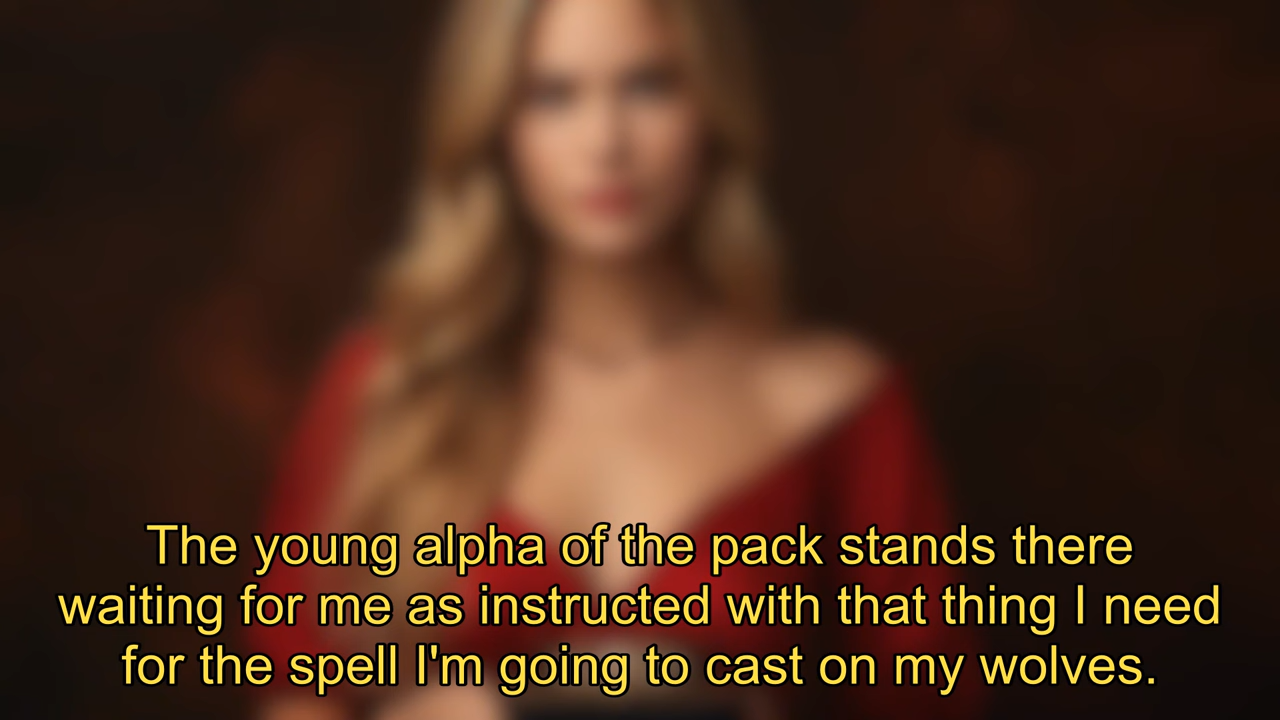 The young alpha of the pack stands there
waiting for me as instructed with that thing I need
for the spell I'm going to cast on my wolves.